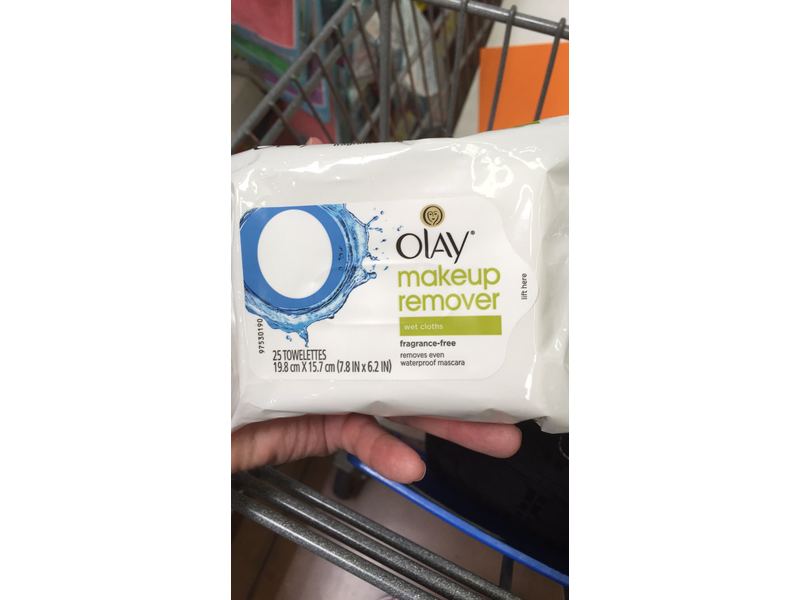 OLAY®
makeup
remover
wet cloths
fragrance-free
removes even
waterproof mascara
lift here
97530190
25 TOWELETTES
19.8 cm X 15.7 cm (7.8 IN x 6.2 IN)